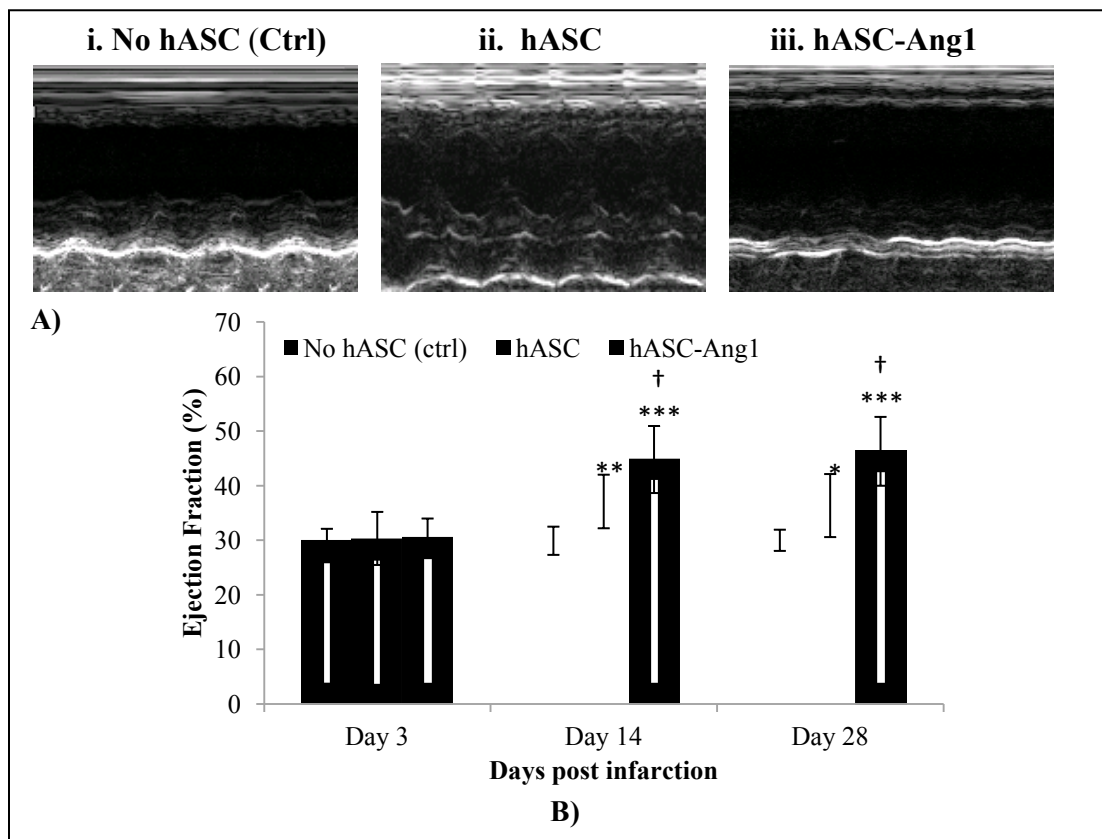 i. No hASC (Ctrl) ii. hASC iii. hASC-Ang1
A)
70
No hASC (ctrl) hASC hASC-Ang1
60
50
40
30
20
10
0
Ejection Fraction (%)
† 
***
**
†
***
*
Day 3 Day 14 Day 28
Days post infarction
B)